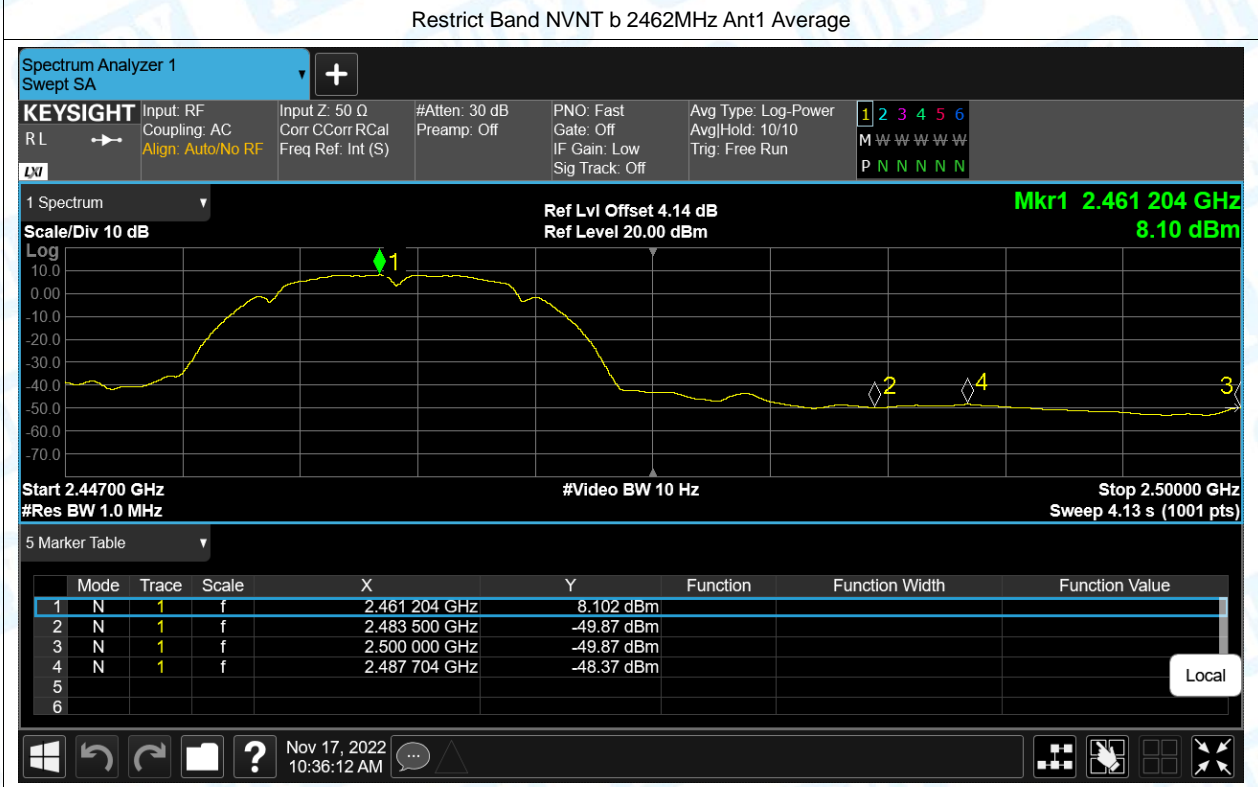 Restrict Band NVNT b 2462MHz Ant1 Average
Spectrum Analyzer 1
Swept SA
KEYSIGHT
RL
LXI
Input: RF
Coupling: AC
Align: Auto/No RF
Input Z: 50 Ω
Corr CCorr RCal
Freq Ref: Int (S)
#Atten: 30 dB
Preamp: Off
PNO: Fast
Gate: Off
IF Gain: Low
Sig Track: Off
Avg Type: Log-Power
Avg|Hold: 10/10
Trig: Free Run
1 2 3 4 5 6
M W W W W W
P N N N N N
1 Spectrum
Scale/Div 10 dB
Ref Lvl Offset 4.14 dB
Ref Level 20.00 dBm
Mkr1 2.461 204 GHz
8.10 dBm
Log
10.0
0.00
-10.0
-20.0
-30.0
-40.0
-50.0
-60.0
-70.0
1
2
4
3
Start 2.44700 GHz
#Video BW 10 Hz
Stop 2.50000 GHz
#Res BW 1.0 MHz
Sweep 4.13 s (1001 pts)
5 Marker Table
Mode Trace Scale X Y Function Function Width Function Value
1 N 1 f 2.461 204 GHz 8.102 dBm
2 N 1 f 2.483 500 GHz -49.87 dBm
3 N 1 f 2.500 000 GHz -49.87 dBm
4 N 1 f 2.487 704 GHz -48.37 dBm
5
6
Local
?
Nov 17, 2022
10:36:12 AM